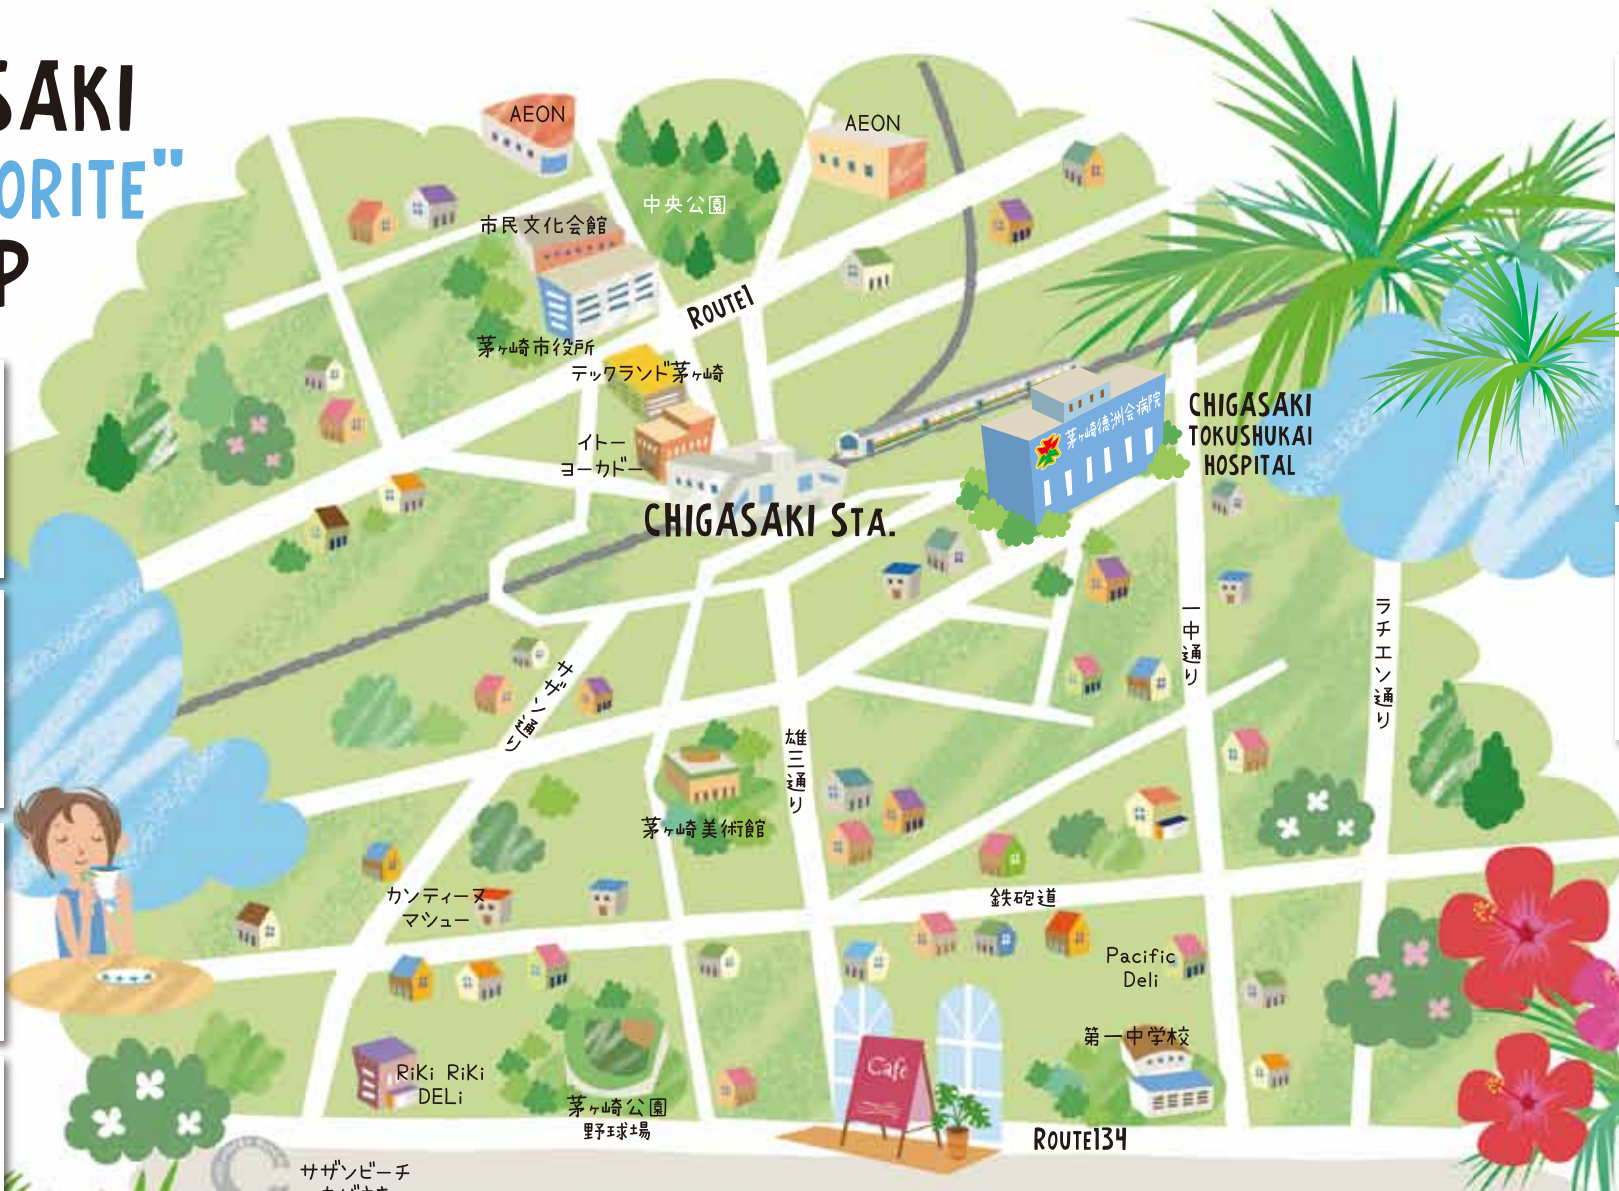 SAKI
ORITE"
P
AEON
AEON
中央公園
市民文化会館
ROUTE1
茅ヶ崎市役所
テックランド茅ヶ崎
イトー
ヨーカドー
茅ヶ崎徳洲会病院
CHIGASAKI
TOKUSHUKAI
HOSPITAL
CHIGASAKI STA.
サザン通り
一中通り
ラチエン通り
雄三通り
茅ヶ崎美術館
カンティーヌ
マシュー
鉄砲道
Pacific
Deli
第一中学校
RiKi RiKi
DELi
Cafe
茅ヶ崎公園
野球場
ROUTE134
サザンビーチ